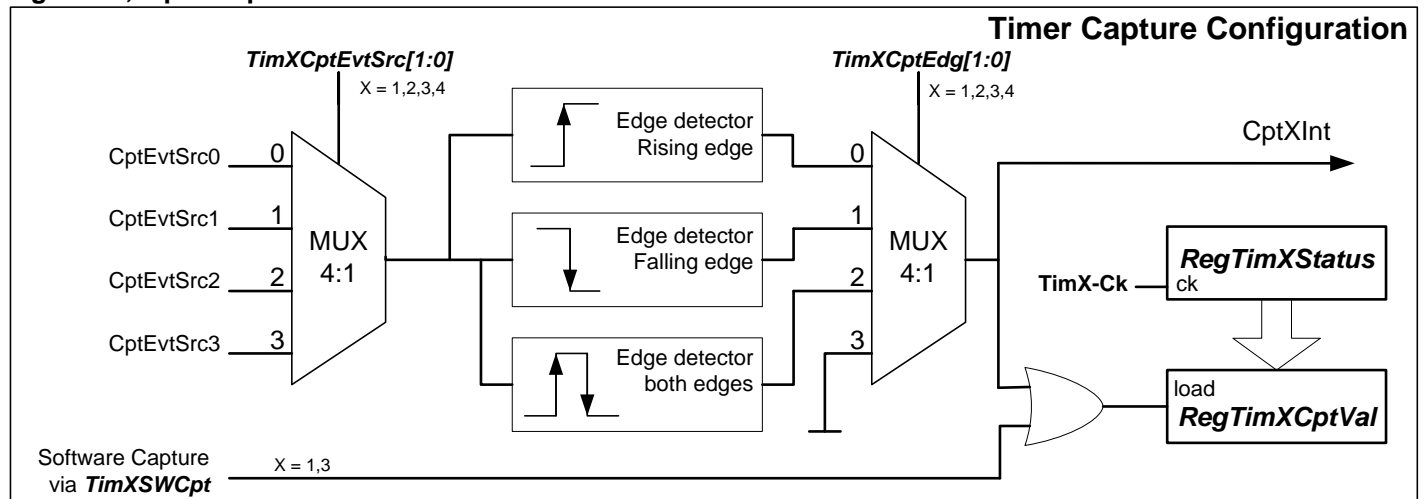 Timer Capture Configuration
TimXCptEvtSrc[1:0]
X = 1,2,3,4
TimXCptEdg[1:0]
X = 1,2,3,4
CptEvtSrc0
0
CptEvtSrc1
1
CptEvtSrc2
2
CptEvtSrc3
3
MUX
4:1
Edge detector
Rising edge
Edge detector
Falling edge
Edge detector
both edges
0
1
2
3
MUX
4:1
CptXInt
RegTimXStatus
TimX-Ck
ck
load
RegTimXCptVal
Software Capture
via TimXSWCpt
X = 1,3